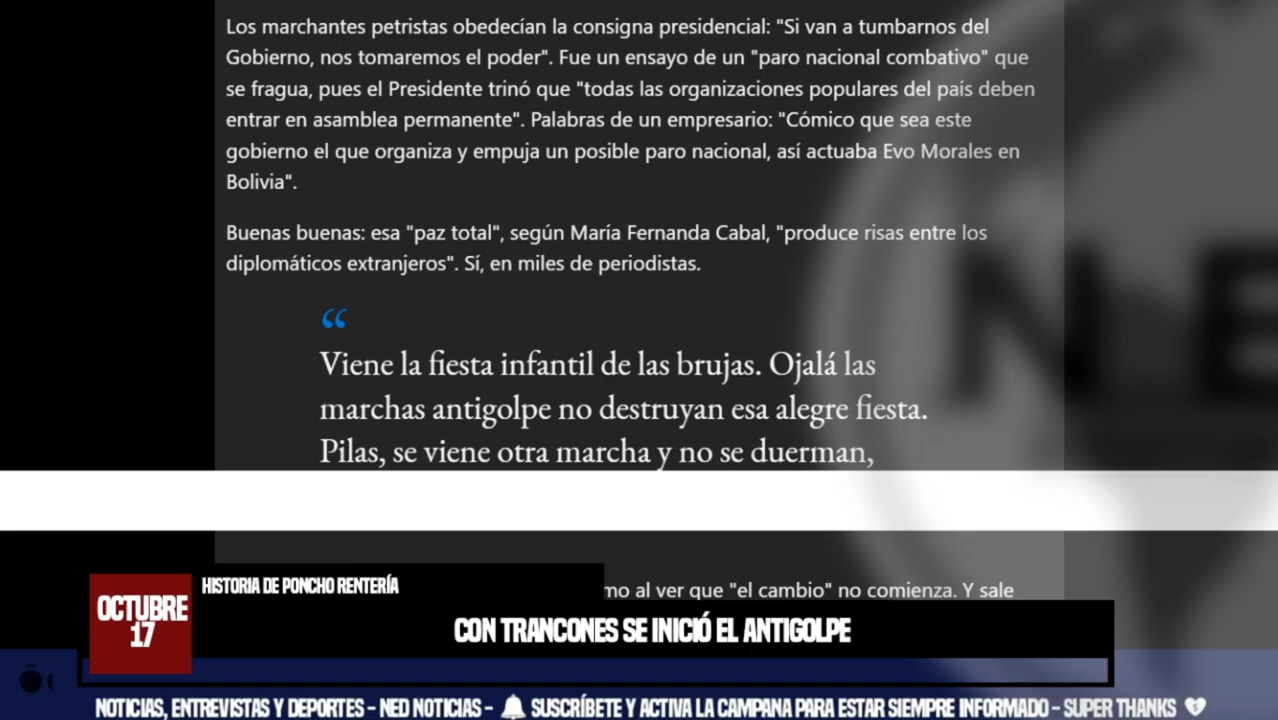 Los marchantes petristas obedecían la consigna presidencial: "Si van a tumbarnos del
Gobierno, nos tomaremos el poder". Fue un ensayo de un "paro nacional combativo" que
se fragua, pues el Presidente trinó que "todas las organizaciones populares del país deben
entrar en asamblea permanente". Palabras de un empresario: "Cómico que sea este
gobierno el que organiza y empuja un posible paro nacional, así actuaba Evo Morales en
Bolivia".
Buenas buenas: esa "paz total", según María Fernanda Cabal, "produce risas entre los
diplomáticos extranjeros". Sí, en miles de periodistas.
“
Viene la fiesta infantil de las brujas. Ojalá las
marchas antigolpe no destruyan esa alegre fiesta.
Pilas, se viene otra marcha y no se duerman,
NE
mo al ver que "el cambio" no comienza. Y sale
HISTORIA DE PONCHO RENTERÍA
OCTUBRE
17
CON TRANCONES SE INICIÓ EL ANTIGOLPE
NOTICIAS, ENTREVISTAS Y DEPORTES - NED NOTICIAS - 🔔 SUSCRÍBETE Y ACTIVA LA CAMPANA PARA ESTAR SIEMPRE INFORMADO - SUPER THANKS